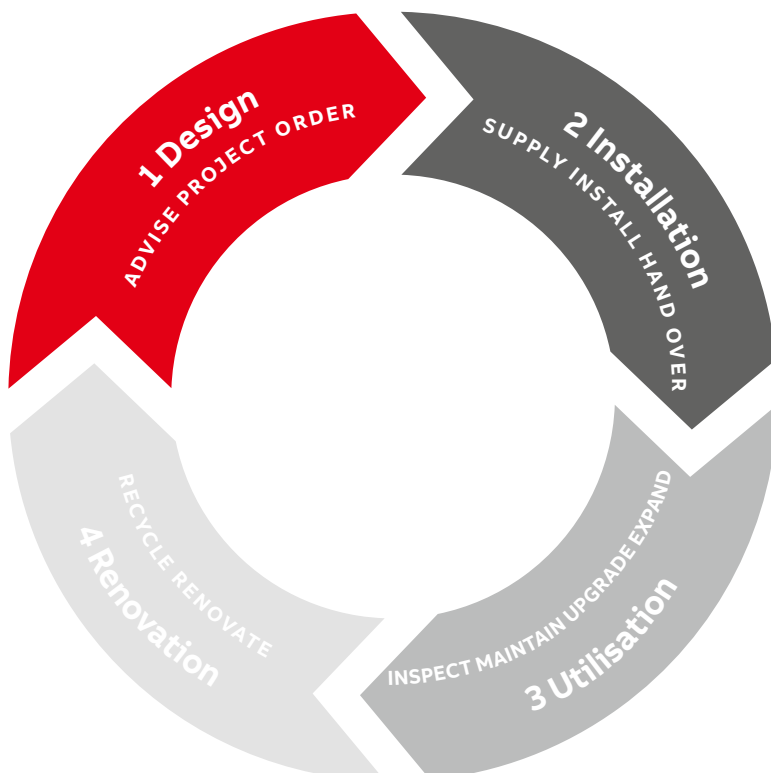 1 Design
ADVISE PROJECT ORDER
2 Installation
SUPPLY INSTALL HAND OVER
3 Utilisation
INSPECT MAINTAIN UPGRADE EXPAND
4 Renovation
RECYCLE RENOVATE